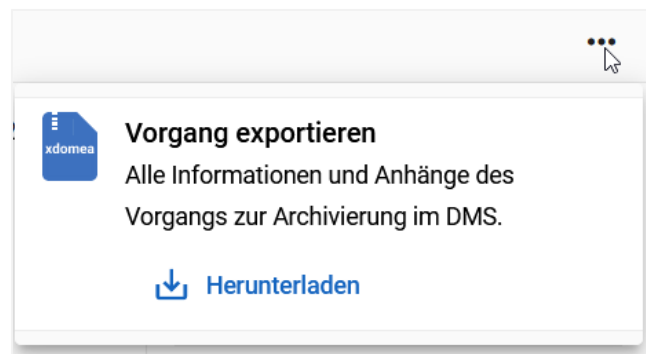 xdomea
Vorgang exportieren
Alle Informationen und Anhänge des
Vorgangs zur Archivierung im DMS.
Herunterladen